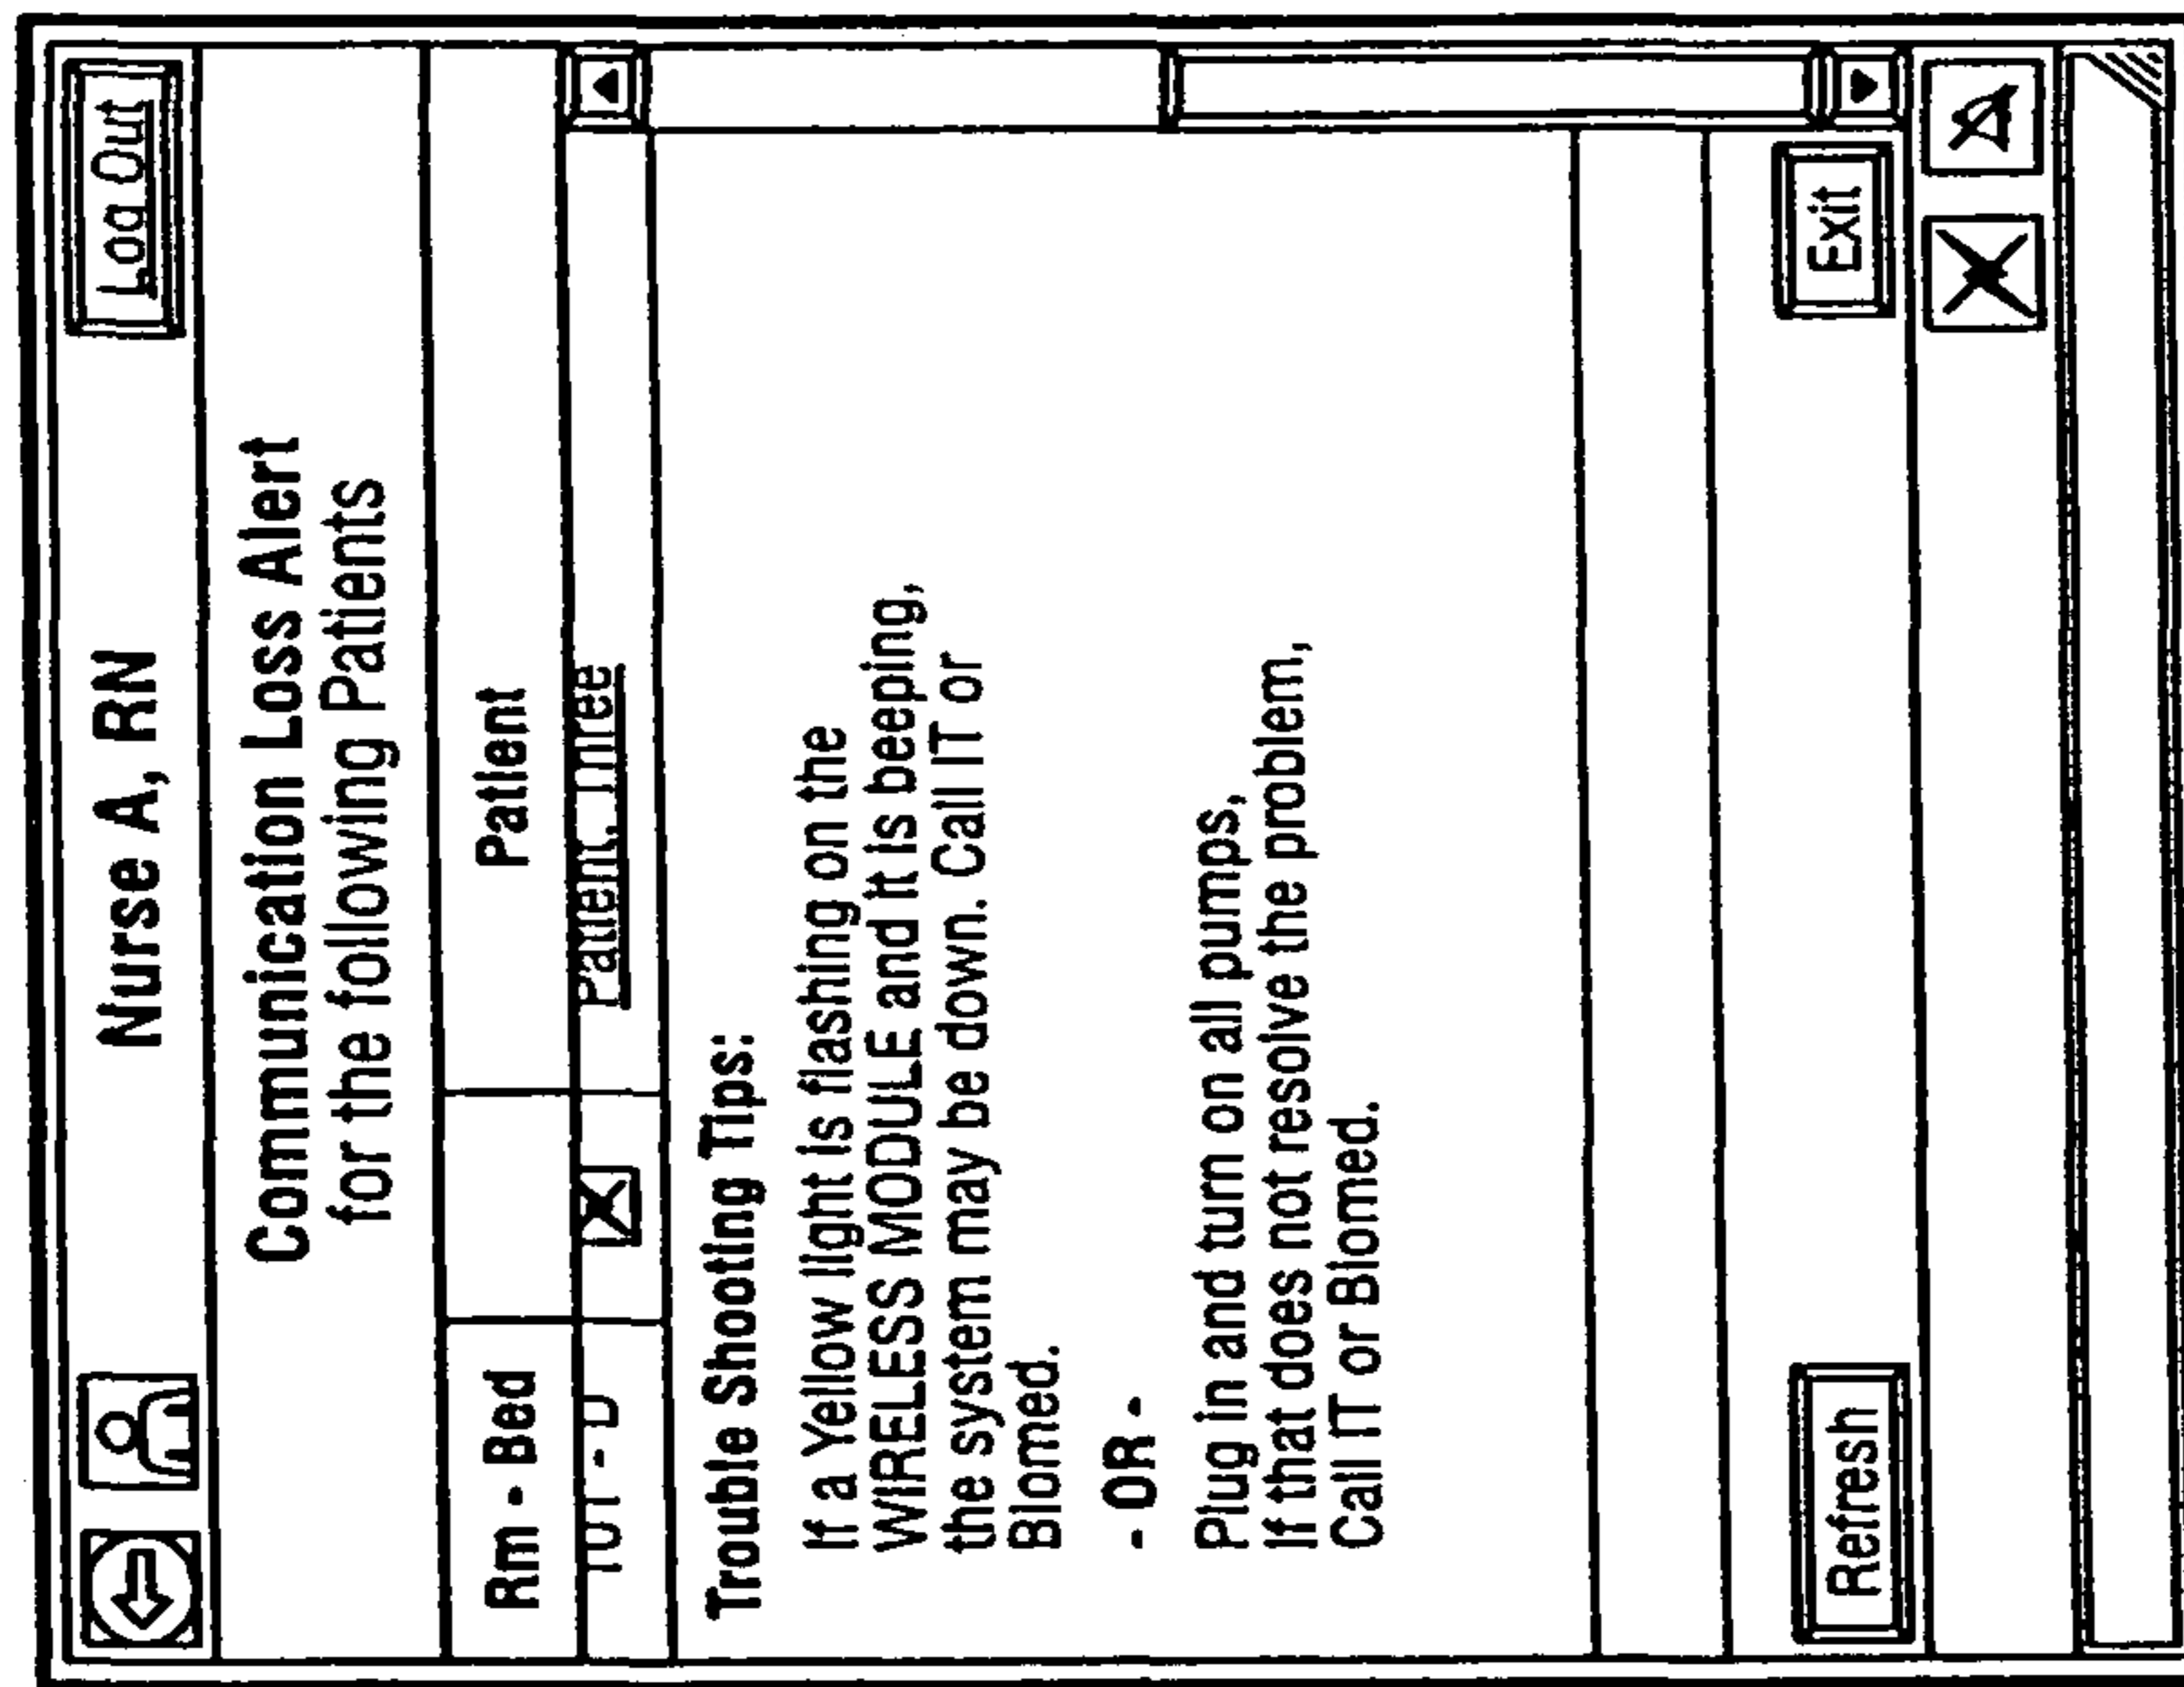 Nurse A, RN
Log Out
Communication Loss Alert
for the following Patients
Rm - Bed
Patient
Patient, Three
Trouble Shooting Tips:
If a Yellow light is flashing on the
WIRELESS MODULE and it is beeping,
the system may be down. Call IT or
Biomed.
- OR -
Plug in and turn on all pumps,
If that does not resolve the problem,
Call IT or Biomed.
Refresh
Exit